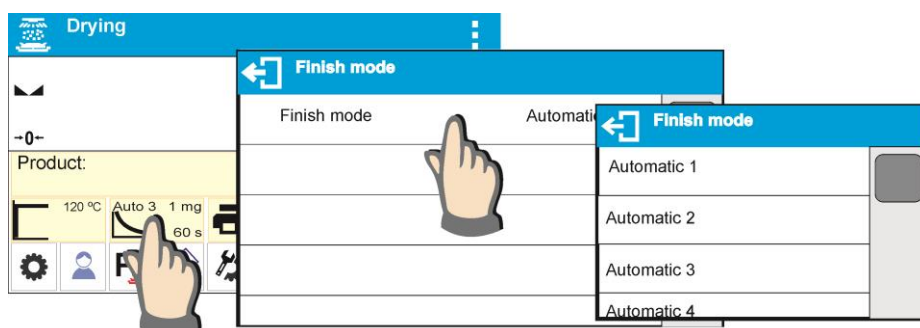 Drying
→0←
Product:
120 ºC
Auto 3 1 mg
60 s
Finish mode
Finish mode
Finish mode
Automatic 1
Automatic 2
Automatic 3
Automatic 4